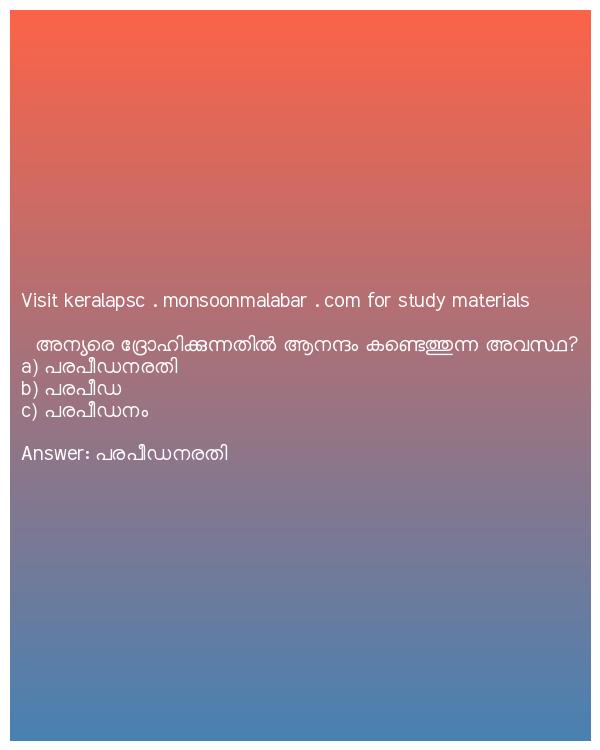 Visit keralapsc . monsoonmalabar . com for study materials
അന്യരെ ദ്രോഹിക്കുന്നതിൽ ആനന്ദം കണ്ടെത്തുന്ന അവസ്ഥ?
a) പരപീഡനരതി
b) പരപീഡ
c) പരപീഡനം
Answer: പരപീഡനരതി